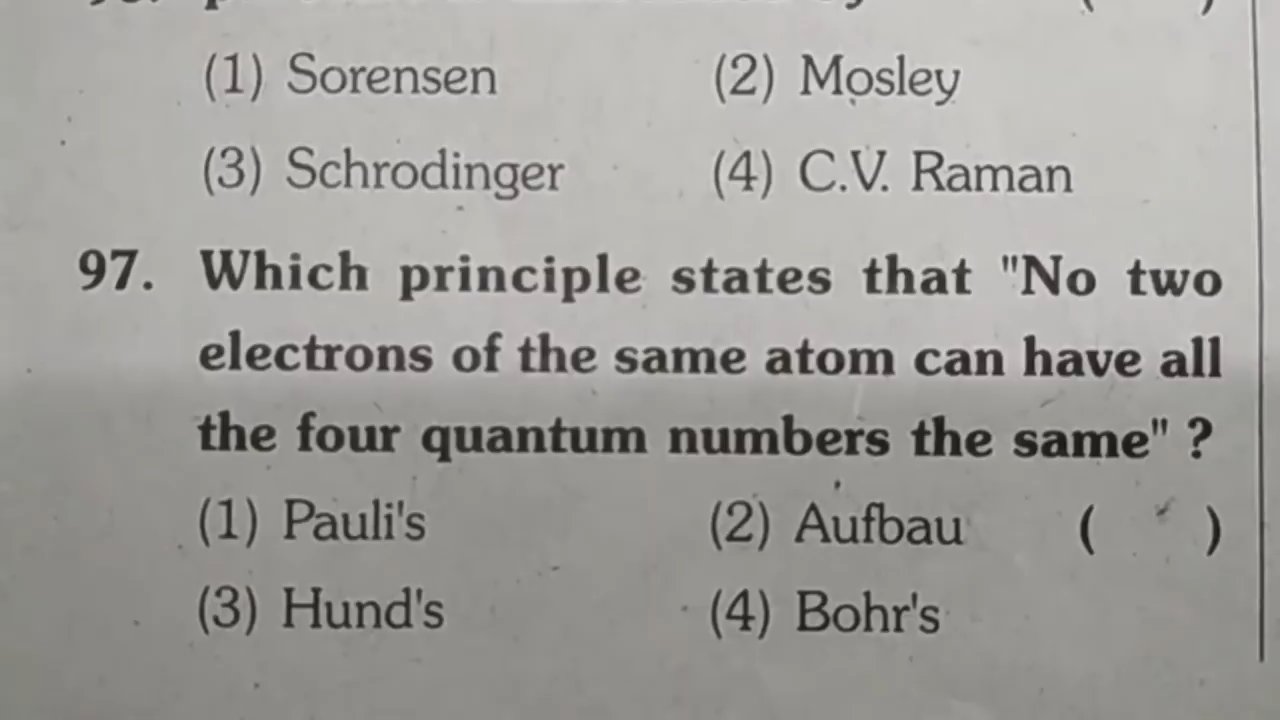 (1) Sorensen (2) Mosley
(3) Schrodinger (4) C.V. Raman
97. Which principle states that "No two
electrons of the same atom can have all
the four quantum numbers the same" ?
(1) Pauli's (2) Aufbau ( )
(3) Hund's (4) Bohr's